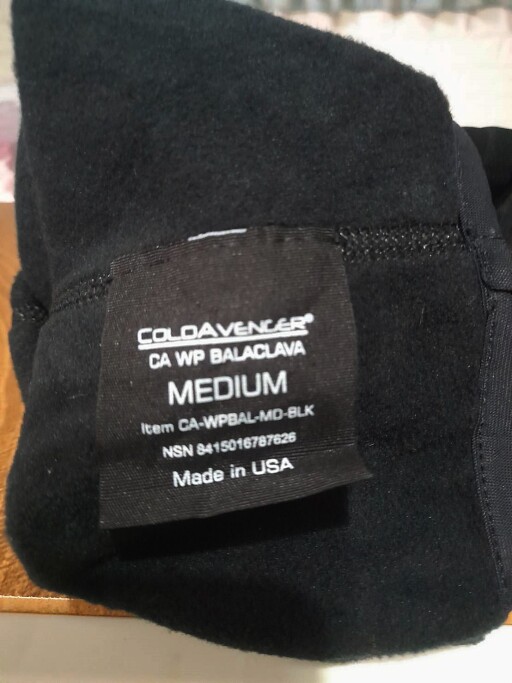 COLDAVENGER®
CA WP BALACLAVA
MEDIUM
Item CA-WPBAL-MD-BLK
NSN 8415016787626
Made in USA